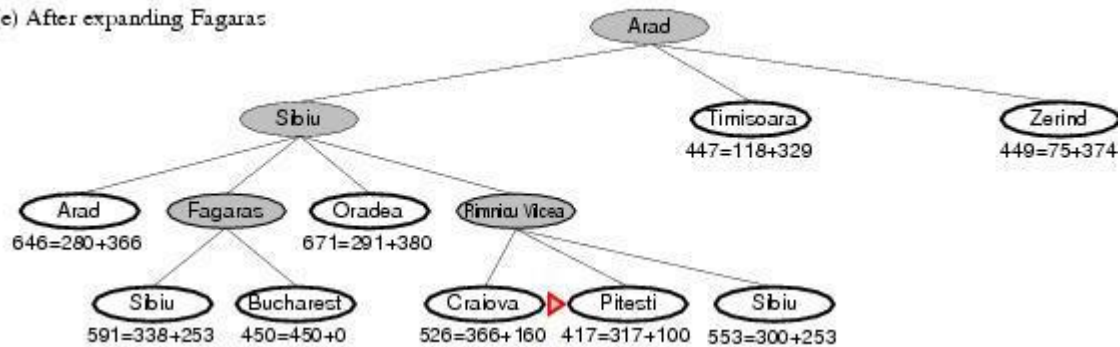 e) After expanding Fagaras
Arad
Sibiu
Timisoara
Zerind
447=118+329
449=75+374
Arad
Fagaras
Oradea
Rimnicu Vilcea
646=280+366
671=291+380
Sibiu
Bucharest
Craiova
Pitesti
Sibiu
591=338+253
450=450+0
526=366+160
417=317+100
553=300+253